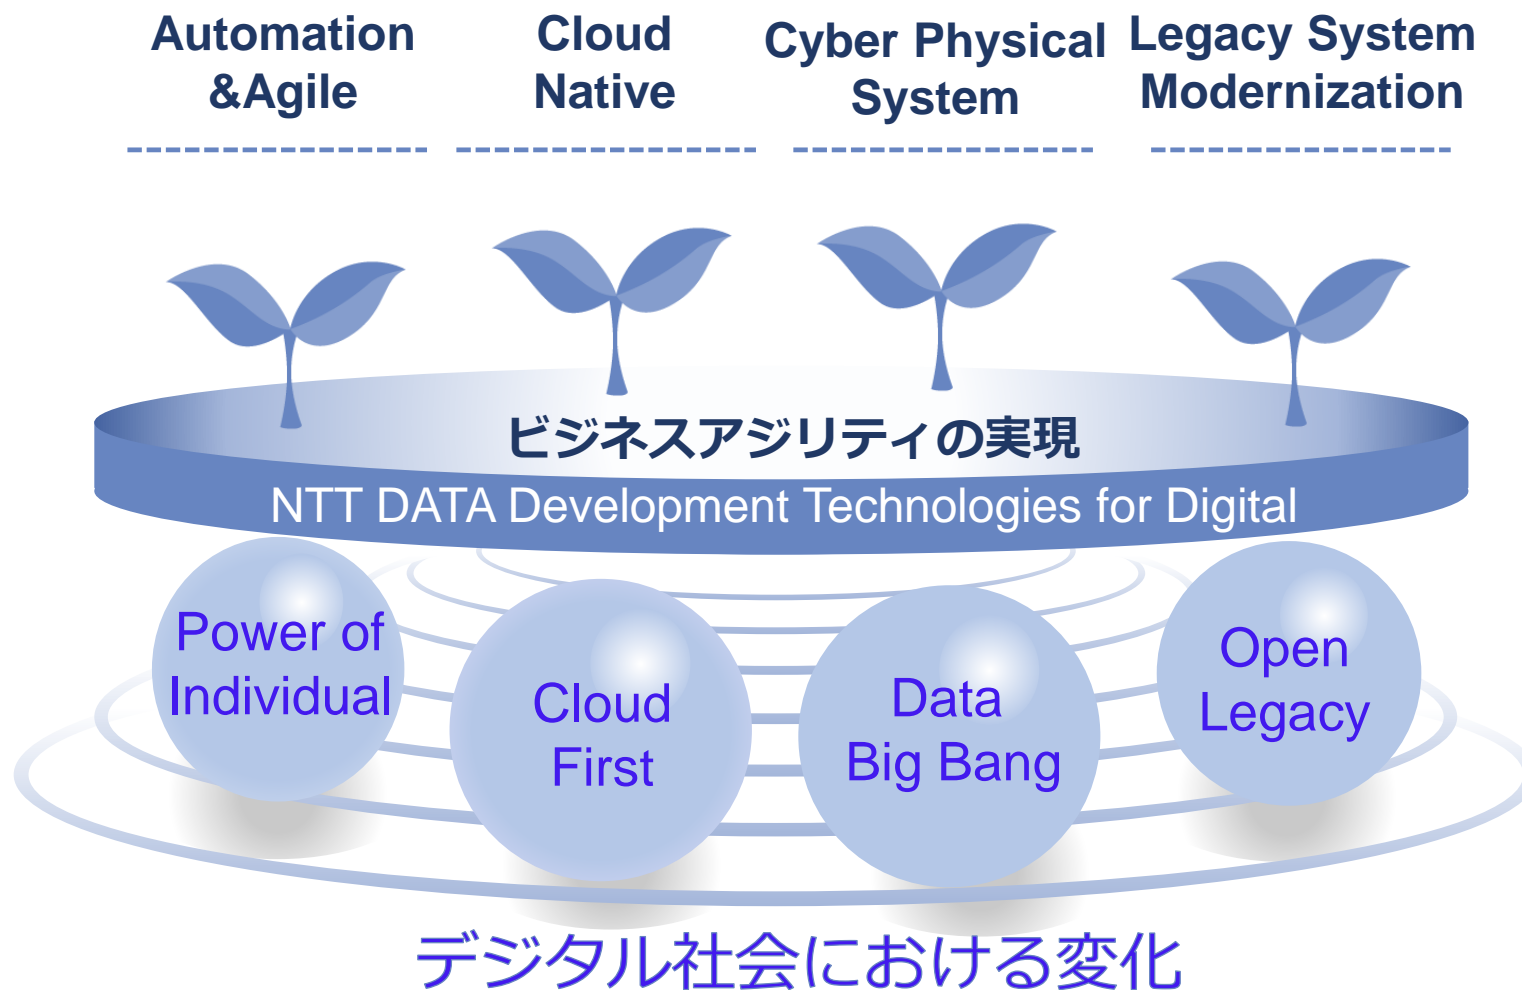 Automation
&Agile
Cloud
Native
Cyber Physical
System
Legacy System
Modernization
ビジネスアジリティの実現
NTT DATA Development Technologies for Digital
Power of
Individual
Cloud
First
Data
Big Bang
Open
Legacy
デジタル社会における変化